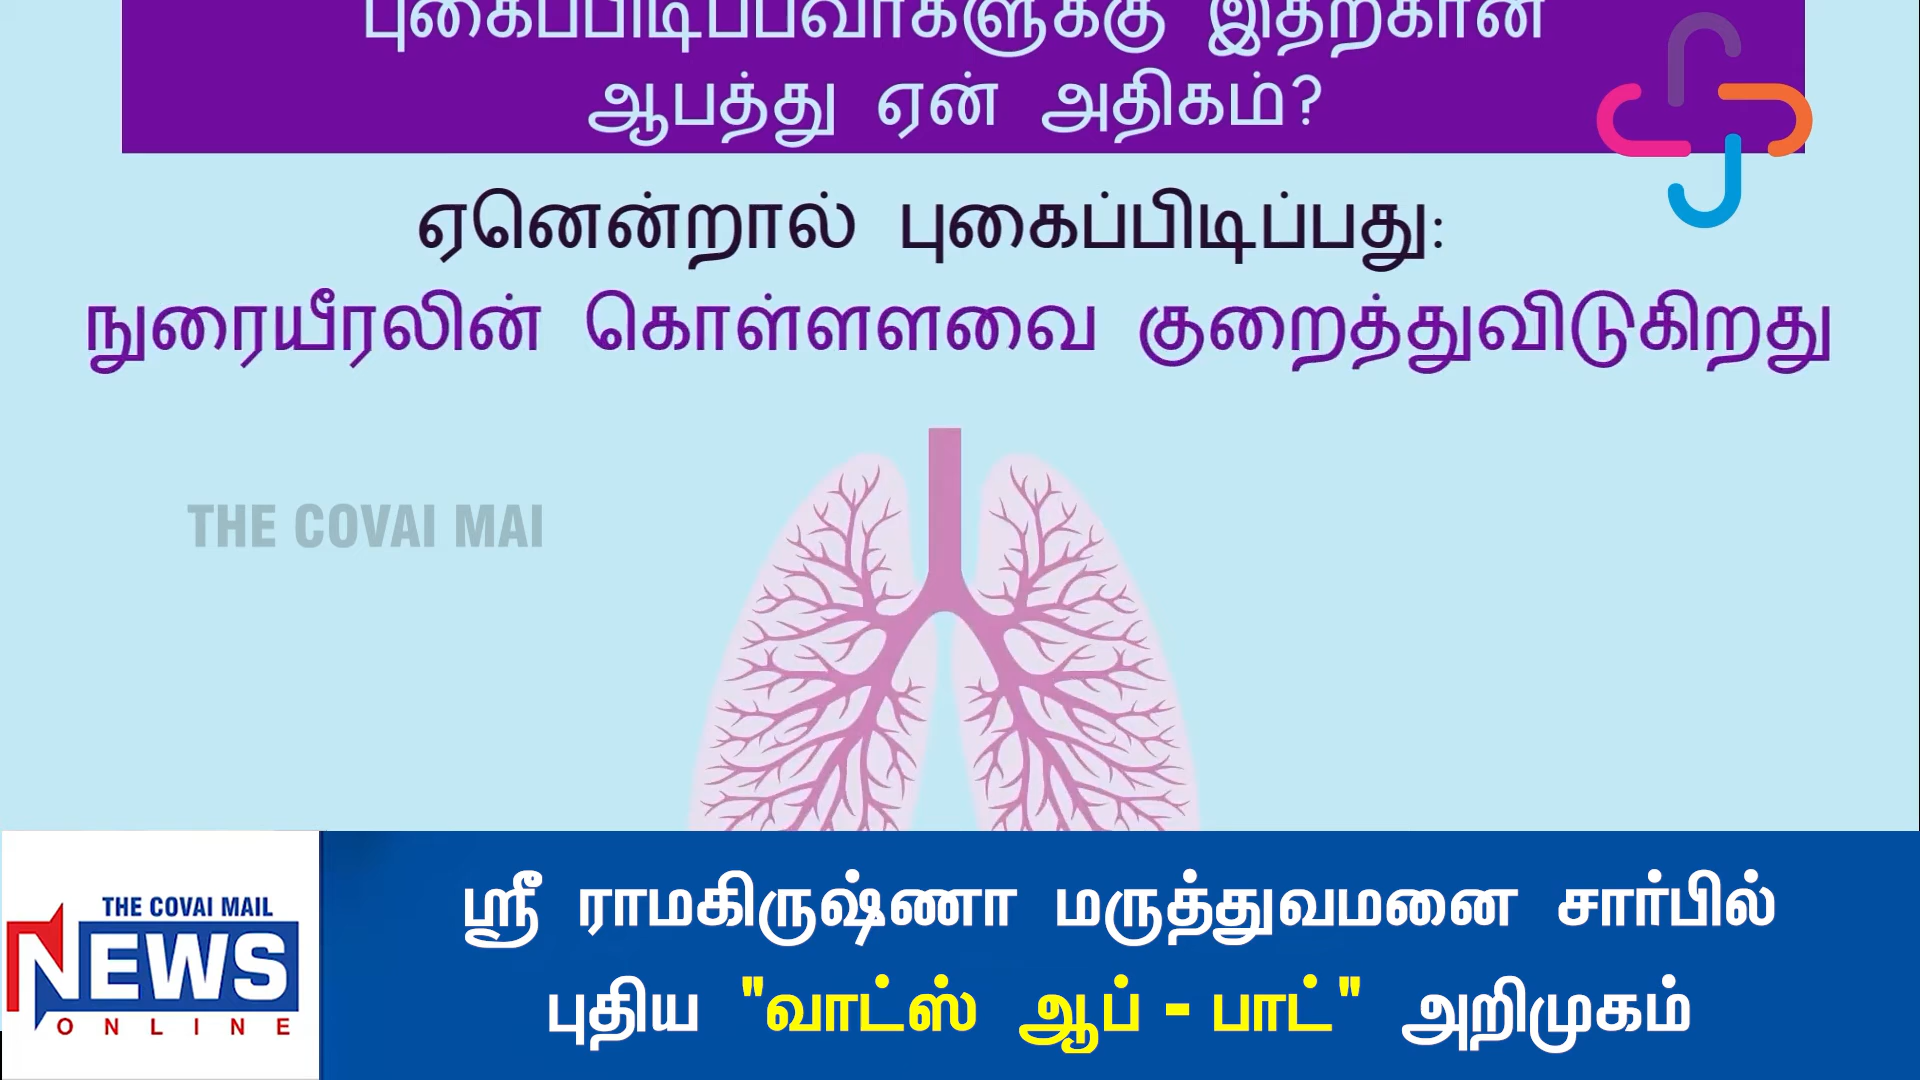 புகைப்பிடிப்பவர்களுக்கு இதற்கான
ஆபத்து ஏன் அதிகம்?
ஏனென்றால் புகைப்பிடிப்பது:
நுரையீரலின் கொள்ளளவை குறைத்துவிடுகிறது
THE COVAI MAI
THE COVAI MAIL
NEWS
ONLINE
ஸ்ரீ ராமகிருஷ்ணா மருத்துவமனை சார்பில்
புதிய "வாட்ஸ் ஆப் - பாட்" அறிமுகம்